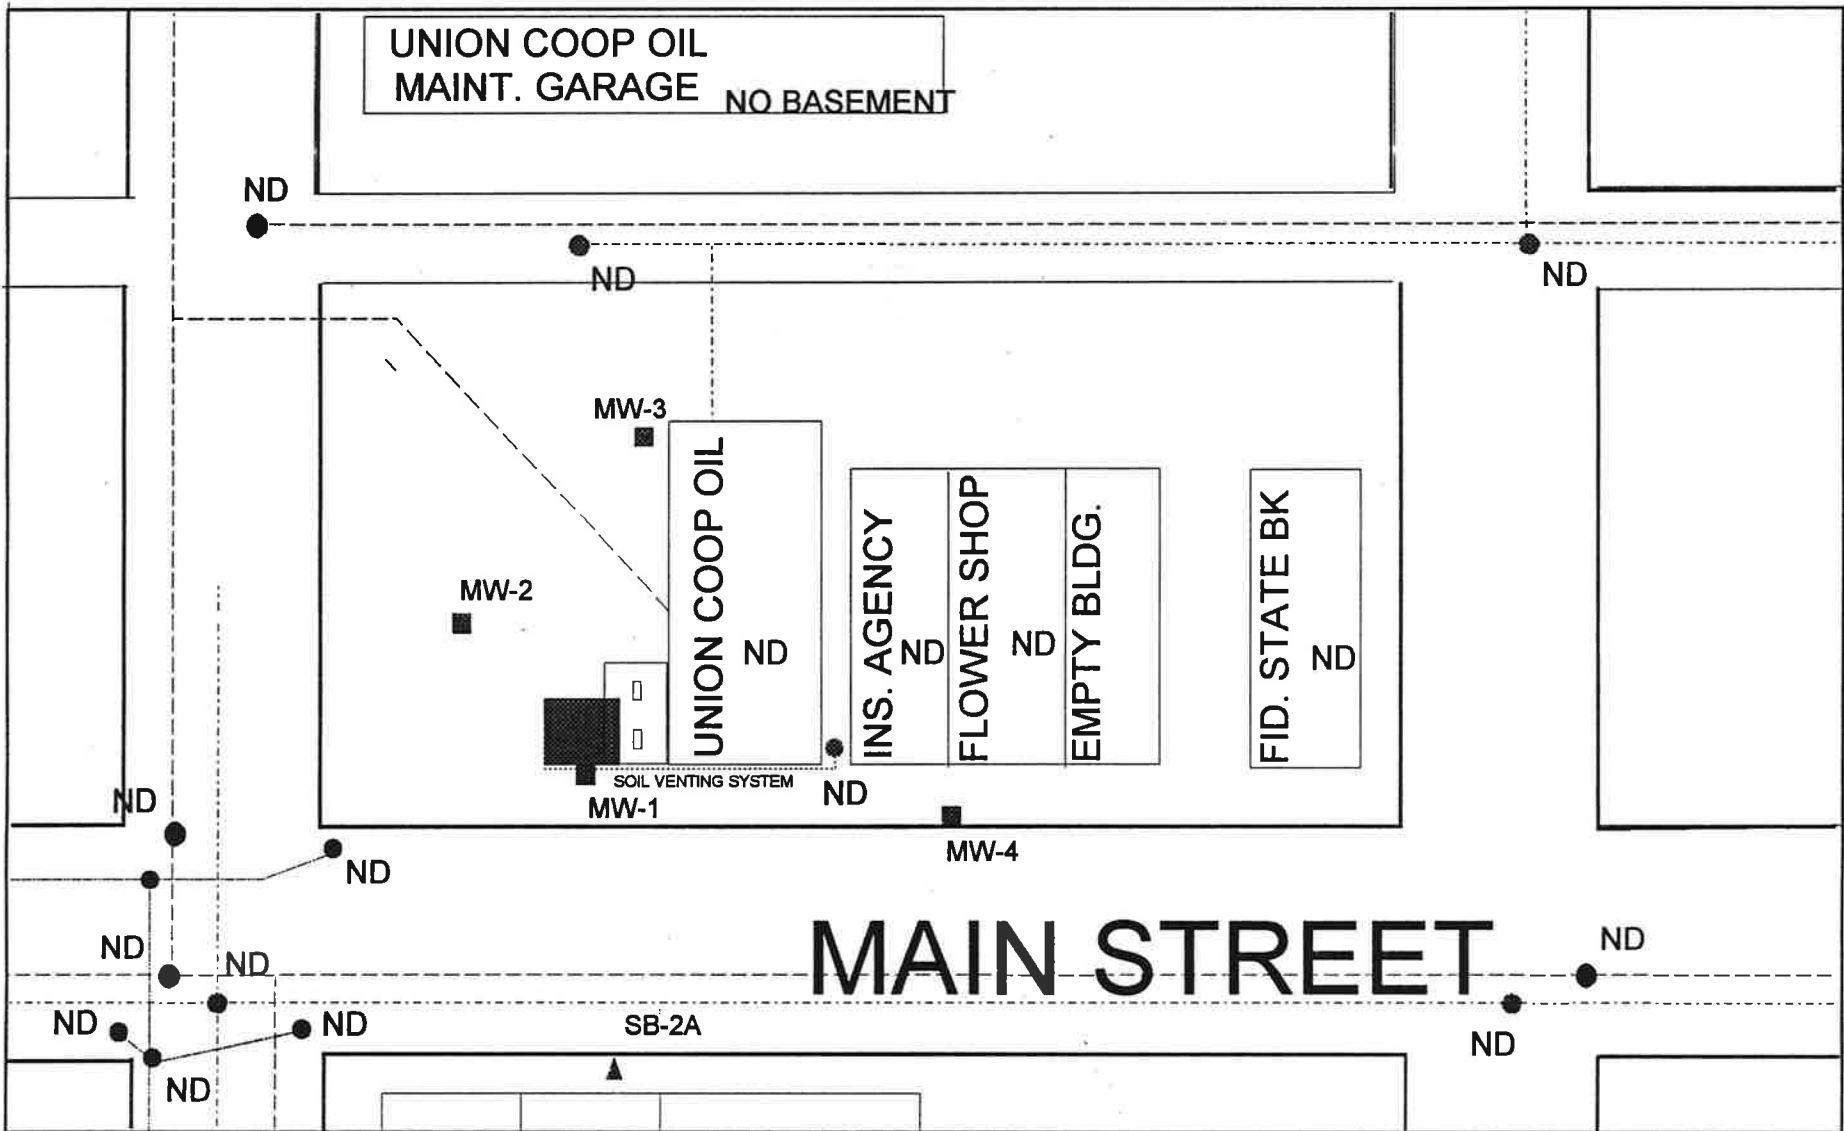 UNION COOP OIL
MAINT. GARAGE
NO BASEMENT
ND
ND
ND
MW-3
MW-2
UNION COOP OIL
ND
INS. AGENCY
ND
FLOWER SHOP
ND
EMPTY BLDG.
FID. STATE BK
ND
SOIL VENTING SYSTEM
MW-1
ND
ND
MW-4
ND
MAIN STREET
ND
ND
ND
ND
ND
SB-2A
ND
ND